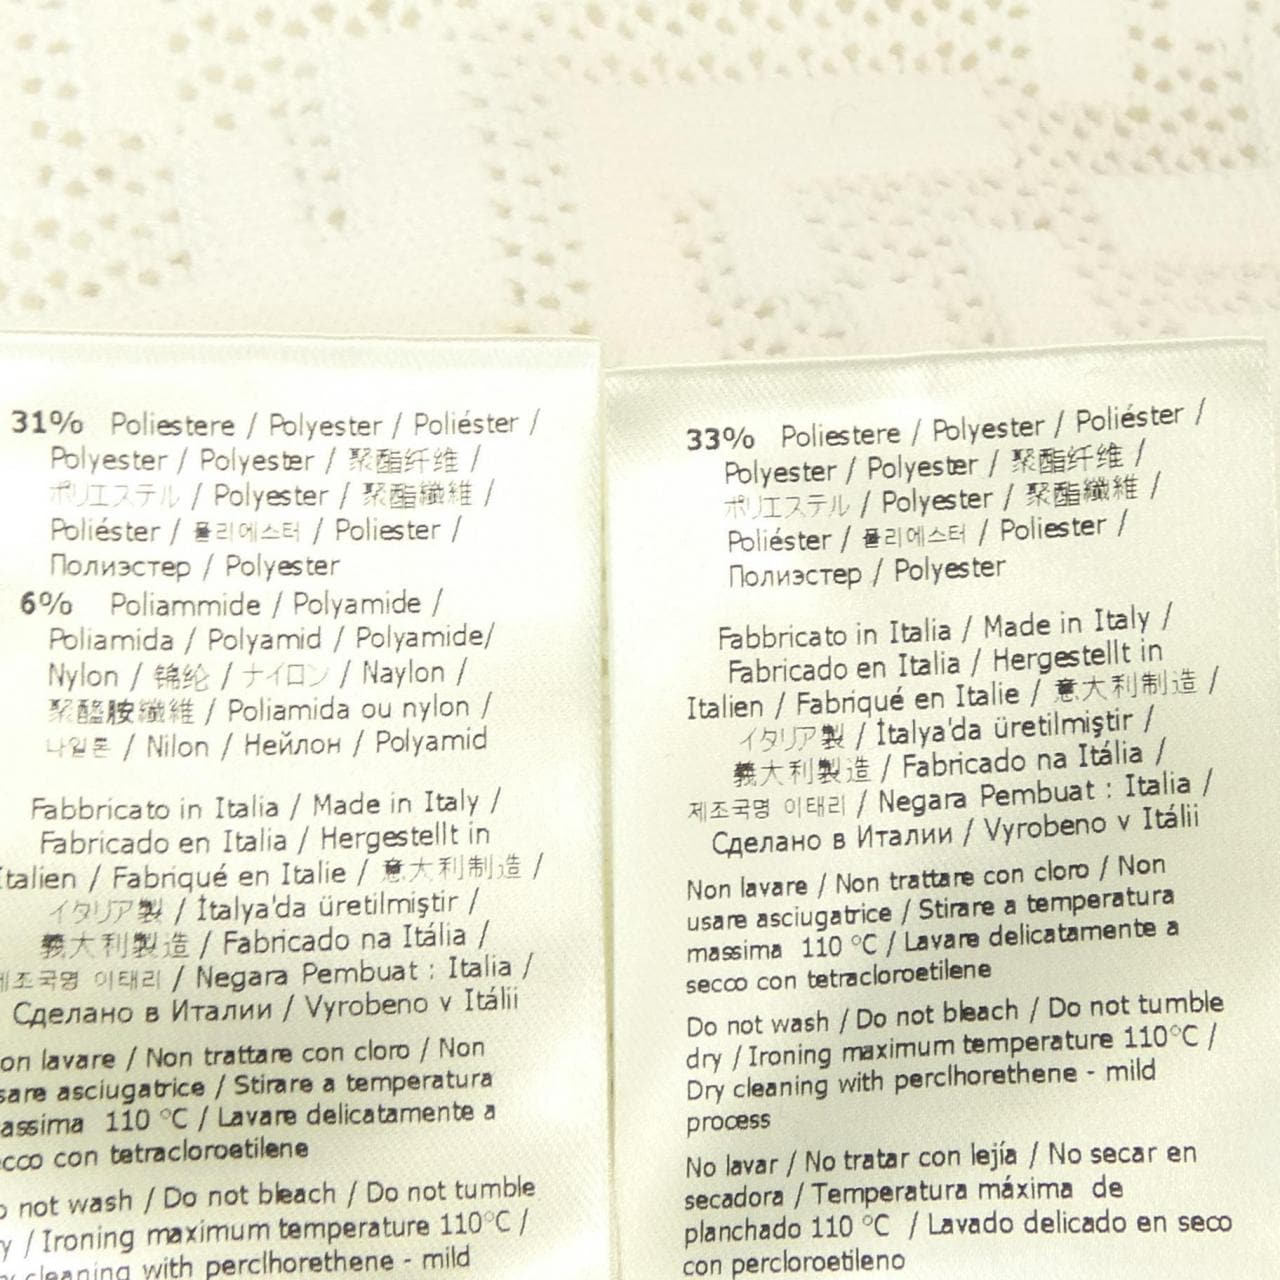 31% Poliestere / Polyester / Poliéster /
Polyester / Polyester / 聚酯纤维 /
ポリエステル / Polyester / 聚酯纖維 /
Poliéster / 폴리에스터 / Poliester /
Полиэстер / Polyester
6% Poliammide / Polyamide /
Poliamida / Polyamid / Polyamide/
Nylon / 锦纶 / ナイロン / Naylon /
聚醯胺纖維 / Poliamida ou nylon /
나일론 / Nilon / Нейлон / Polyamid
Fabbricato in Italia / Made in Italy /
Fabricado en Italia / Hergestellt in
Italien / Fabriqué en Italie / 意大利制造 /
イタリア製 / İtalya'da üretilmiştir /
義大利製造 / Fabricado na Itália /
제조국명 이태리 / Negara Pembuat : Italia /
Сделано в Италии / Vyrobeno v Itálii
on lavare / Non trattare con cloro / Non
sare asciugatrice / Stirare a temperatura
assima 110 °C / Lavare delicatamente a
cco con tetracloroetilene
o not wash / Do not bleach / Do not tumble
y / Ironing maximum temperature 110°C /
y cleaning with perclhorethene - mild
33% Poliestere / Polyester / Poliéster /
Polyester / Polyester / 聚酯纤维 /
ポリエステル / Polyester / 聚酯纖維 /
Poliéster / 폴리에스터 / Poliester /
Полиэстер / Polyester
Fabbricato in Italia / Made in Italy /
Fabricado en Italia / Hergestellt in
Italien / Fabriqué en Italie / 意大利制造 /
イタリア製 / İtalya'da üretilmiştir /
義大利製造 / Fabricado na Itália /
제조국명 이태리 / Negara Pembuat : Italia /
Сделано в Италии / Vyrobeno v Itálii
Non lavare / Non trattare con cloro / Non
usare asciugatrice / Stirare a temperatura
massima 110 °C / Lavare delicatamente a
secco con tetracloroetilene
Do not wash / Do not bleach / Do not tumble
dry / Ironing maximum temperature 110°C /
Dry cleaning with perclhorethene - mild
process
No lavar / No tratar con lejía / No secar en
secadora / Temperatura máxima de
planchado 110 °C / Lavado delicado en seco
con percloroetileno